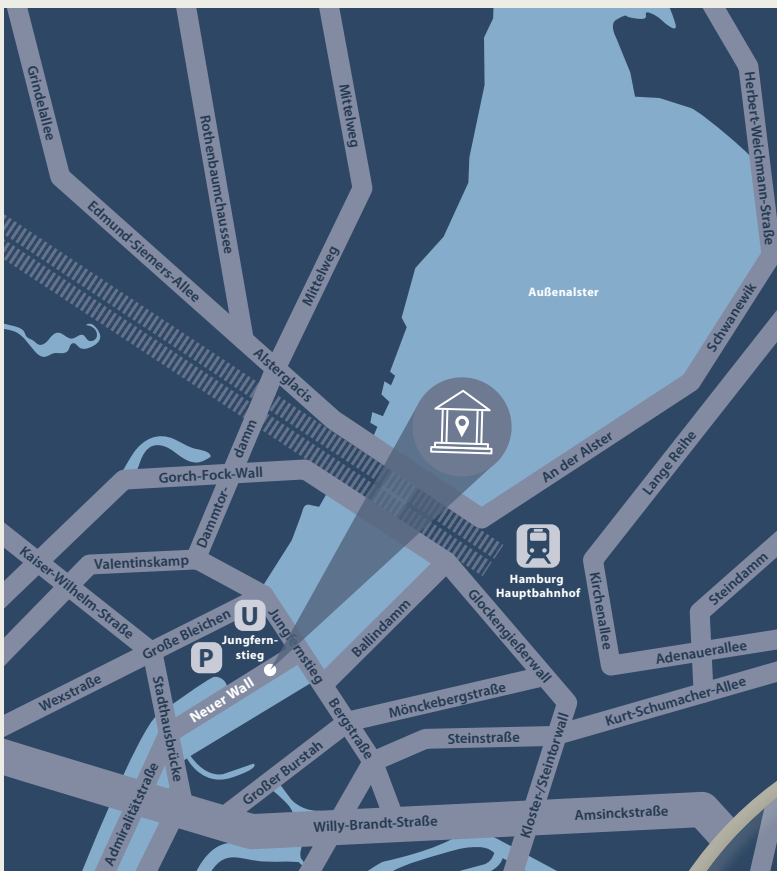 Grindelallee
Rothenbaumchaussee
Mittelweg
Herbert-Weichmann-Straße
Edmund-Siemers-Allee
Mittelweg
Außenalster
Schwanewik
Alsterglacis
Dammtor-
damm
Gorch-Fock-Wall
An der Alster
Lange Reihe
Kaiser-Wilhelm-Straße
Valentinskamp
Hamburg
Hauptbahnhof
Steindamm
Große Bleichen
U
Jungfern-
stieg
P
Jungfernstieg
Ballindamm
Glockengießerwall
Kirchenallee
Adenauerallee
Wexstraße
Stadthausbrücke
Neuer Wall
Bergstraße
Mönckebergstraße
Kurt-Schumacher-Allee
Steinstraße
Großer Burstah
Kloster-/Steintorwall
Admiralitätstraße
Willy-Brandt-Straße
Amsinckstraße